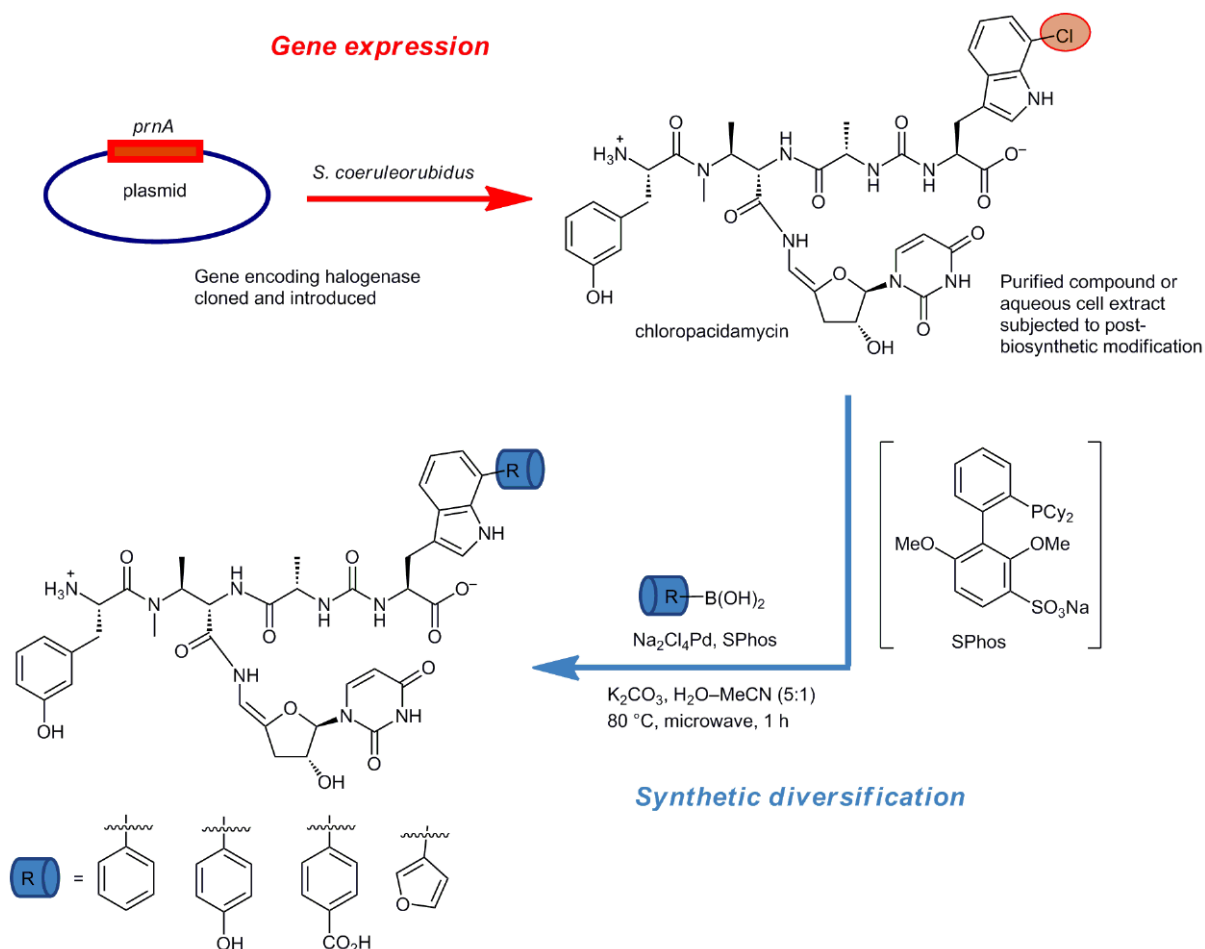 Gene expression
prnA
plasmid
S. coeruleorubidus
Gene encoding halogenase
cloned and introduced
Cl
NH
O
H
N
O
O
H3N+
N
N
H
N
H
O−
O
O
O
NH
O
O
N
NH
O
OH
OH
chloropacidamycin
Purified compound or
aqueous cell extract
subjected to post-
biosynthetic modification
R
NH
O
H
N
O
O
H3N+
N
N
H
N
H
O−
O
O
O
NH
O
O
N
NH
O
OH
OH
R
B(OH)2
Na2Cl4Pd, SPhos
K2CO3, H2O–MeCN (5:1)
80 °C, microwave, 1 h
PCy2
MeO
OMe
SO3Na
SPhos
Synthetic diversification
R
=
OH
CO2H
O